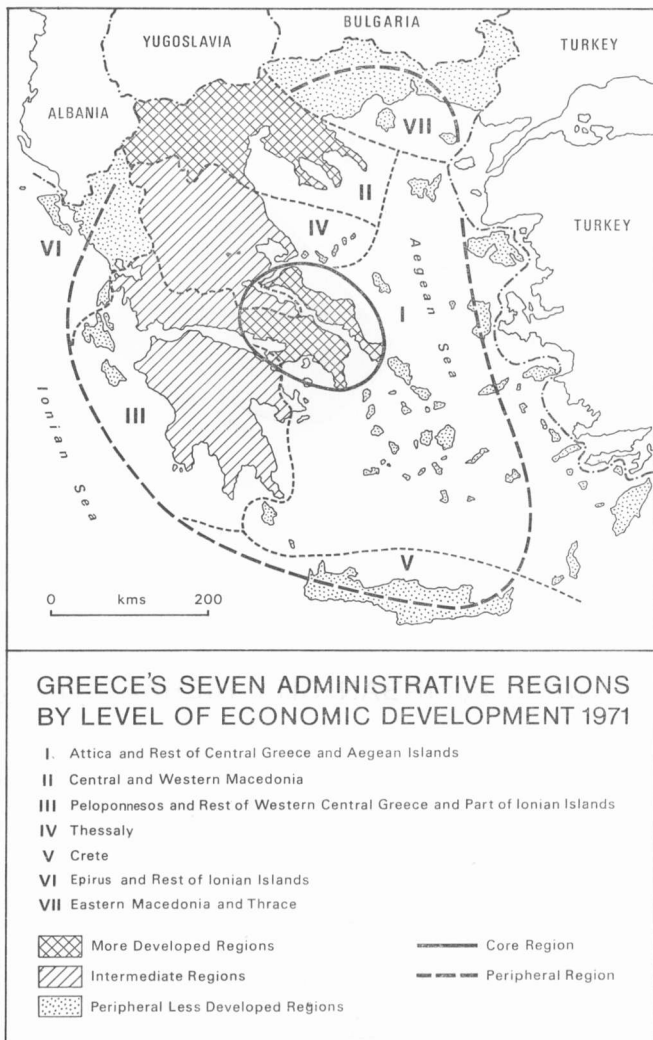 BULGARIA
YUGOSLAVIA
TURKEY
ALBANIA
VII
II
VI
IV
TURKEY
Aegean Sea
I
III
Ionian Sea
V
0 kms 200
GREECE'S SEVEN ADMINISTRATIVE REGIONS
BY LEVEL OF ECONOMIC DEVELOPMENT 1971
I. Attica and Rest of Central Greece and Aegean Islands
II Central and Western Macedonia
III Peloponnesos and Rest of Western Central Greece and Part of Ionian Islands
IV Thessaly
V Crete
VI Epirus and Rest of Ionian Islands
VII Eastern Macedonia and Thrace
More Developed Regions
Core Region
Intermediate Regions
Peripheral Region
Peripheral Less Developed Regions